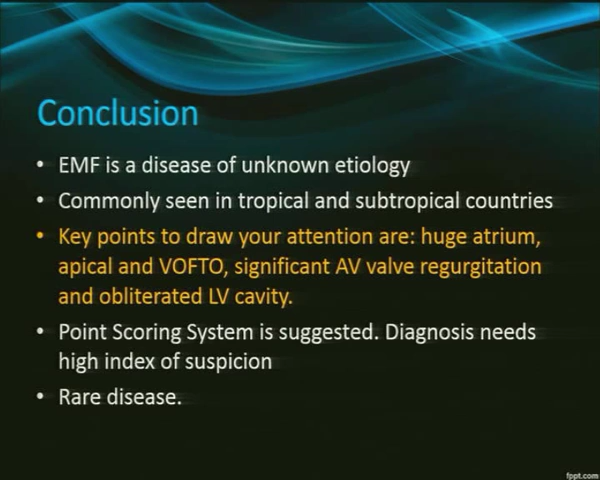 Conclusion
• EMF is a disease of unknown etiology
• Commonly seen in tropical and subtropical countries
• Key points to draw your attention are: huge atrium,
apical and VOFTO, significant AV valve regurgitation
and obliterated LV cavity.
• Point Scoring System is suggested. Diagnosis needs
high index of suspicion
• Rare disease.
fppt.com